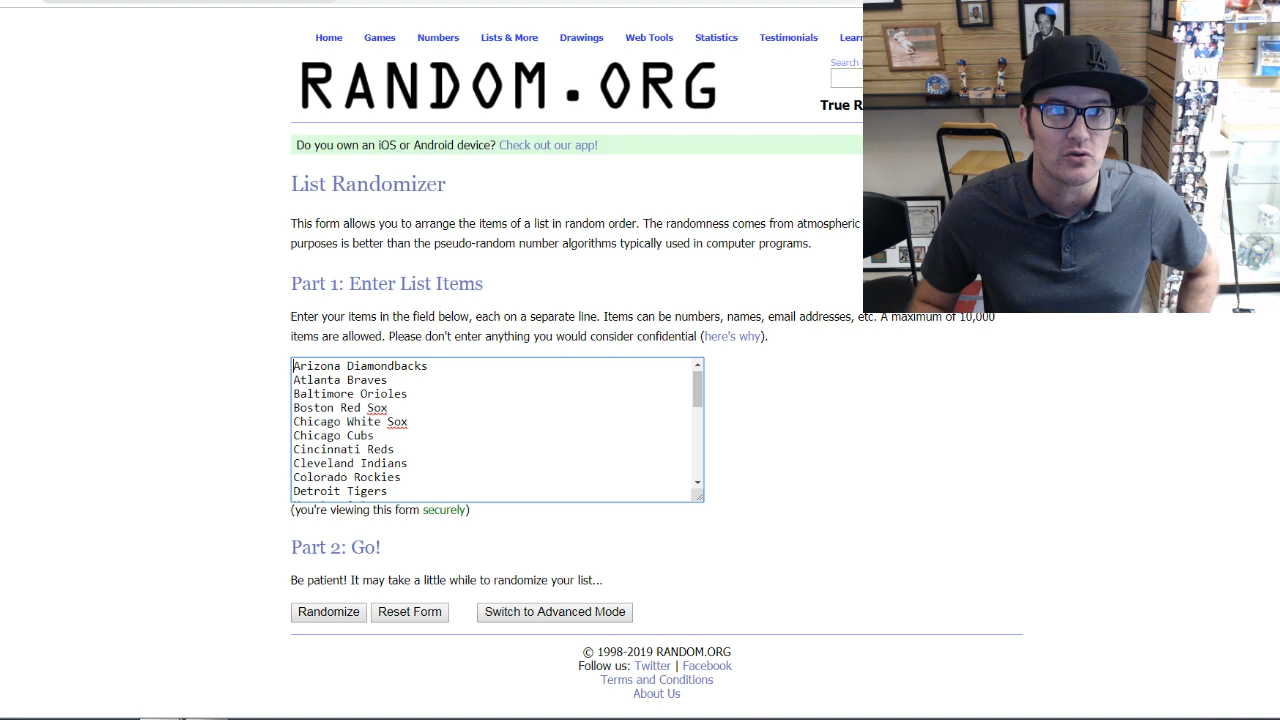 Home Games Numbers Lists & More Drawings Web Tools Statistics Testimonials Lear
RANDOM.ORG
Search
True R
Do you own an iOS or Android device? Check out our app!
List Randomizer
This form allows you to arrange the items of a list in random order. The randomness comes from atmospheric
purposes is better than the pseudo-random number algorithms typically used in computer programs.
Part 1: Enter List Items
Enter your items in the field below, each on a separate line. Items can be numbers, names, email addresses, etc. A maximum of 10,000
items are allowed. Please don't enter anything you would consider confidential (here's why).
Arizona Diamondbacks
Atlanta Braves
Baltimore Orioles
Boston Red Sox
Chicago White Sox
Chicago Cubs
Cincinnati Reds
Cleveland Indians
Colorado Rockies
Detroit Tigers
(you're viewing this form securely)
Part 2: Go!
Be patient! It may take a little while to randomize your list...
Randomize Reset Form Switch to Advanced Mode
© 1998-2019 RANDOM.ORG
Follow us: Twitter | Facebook
Terms and Conditions
About Us
LA